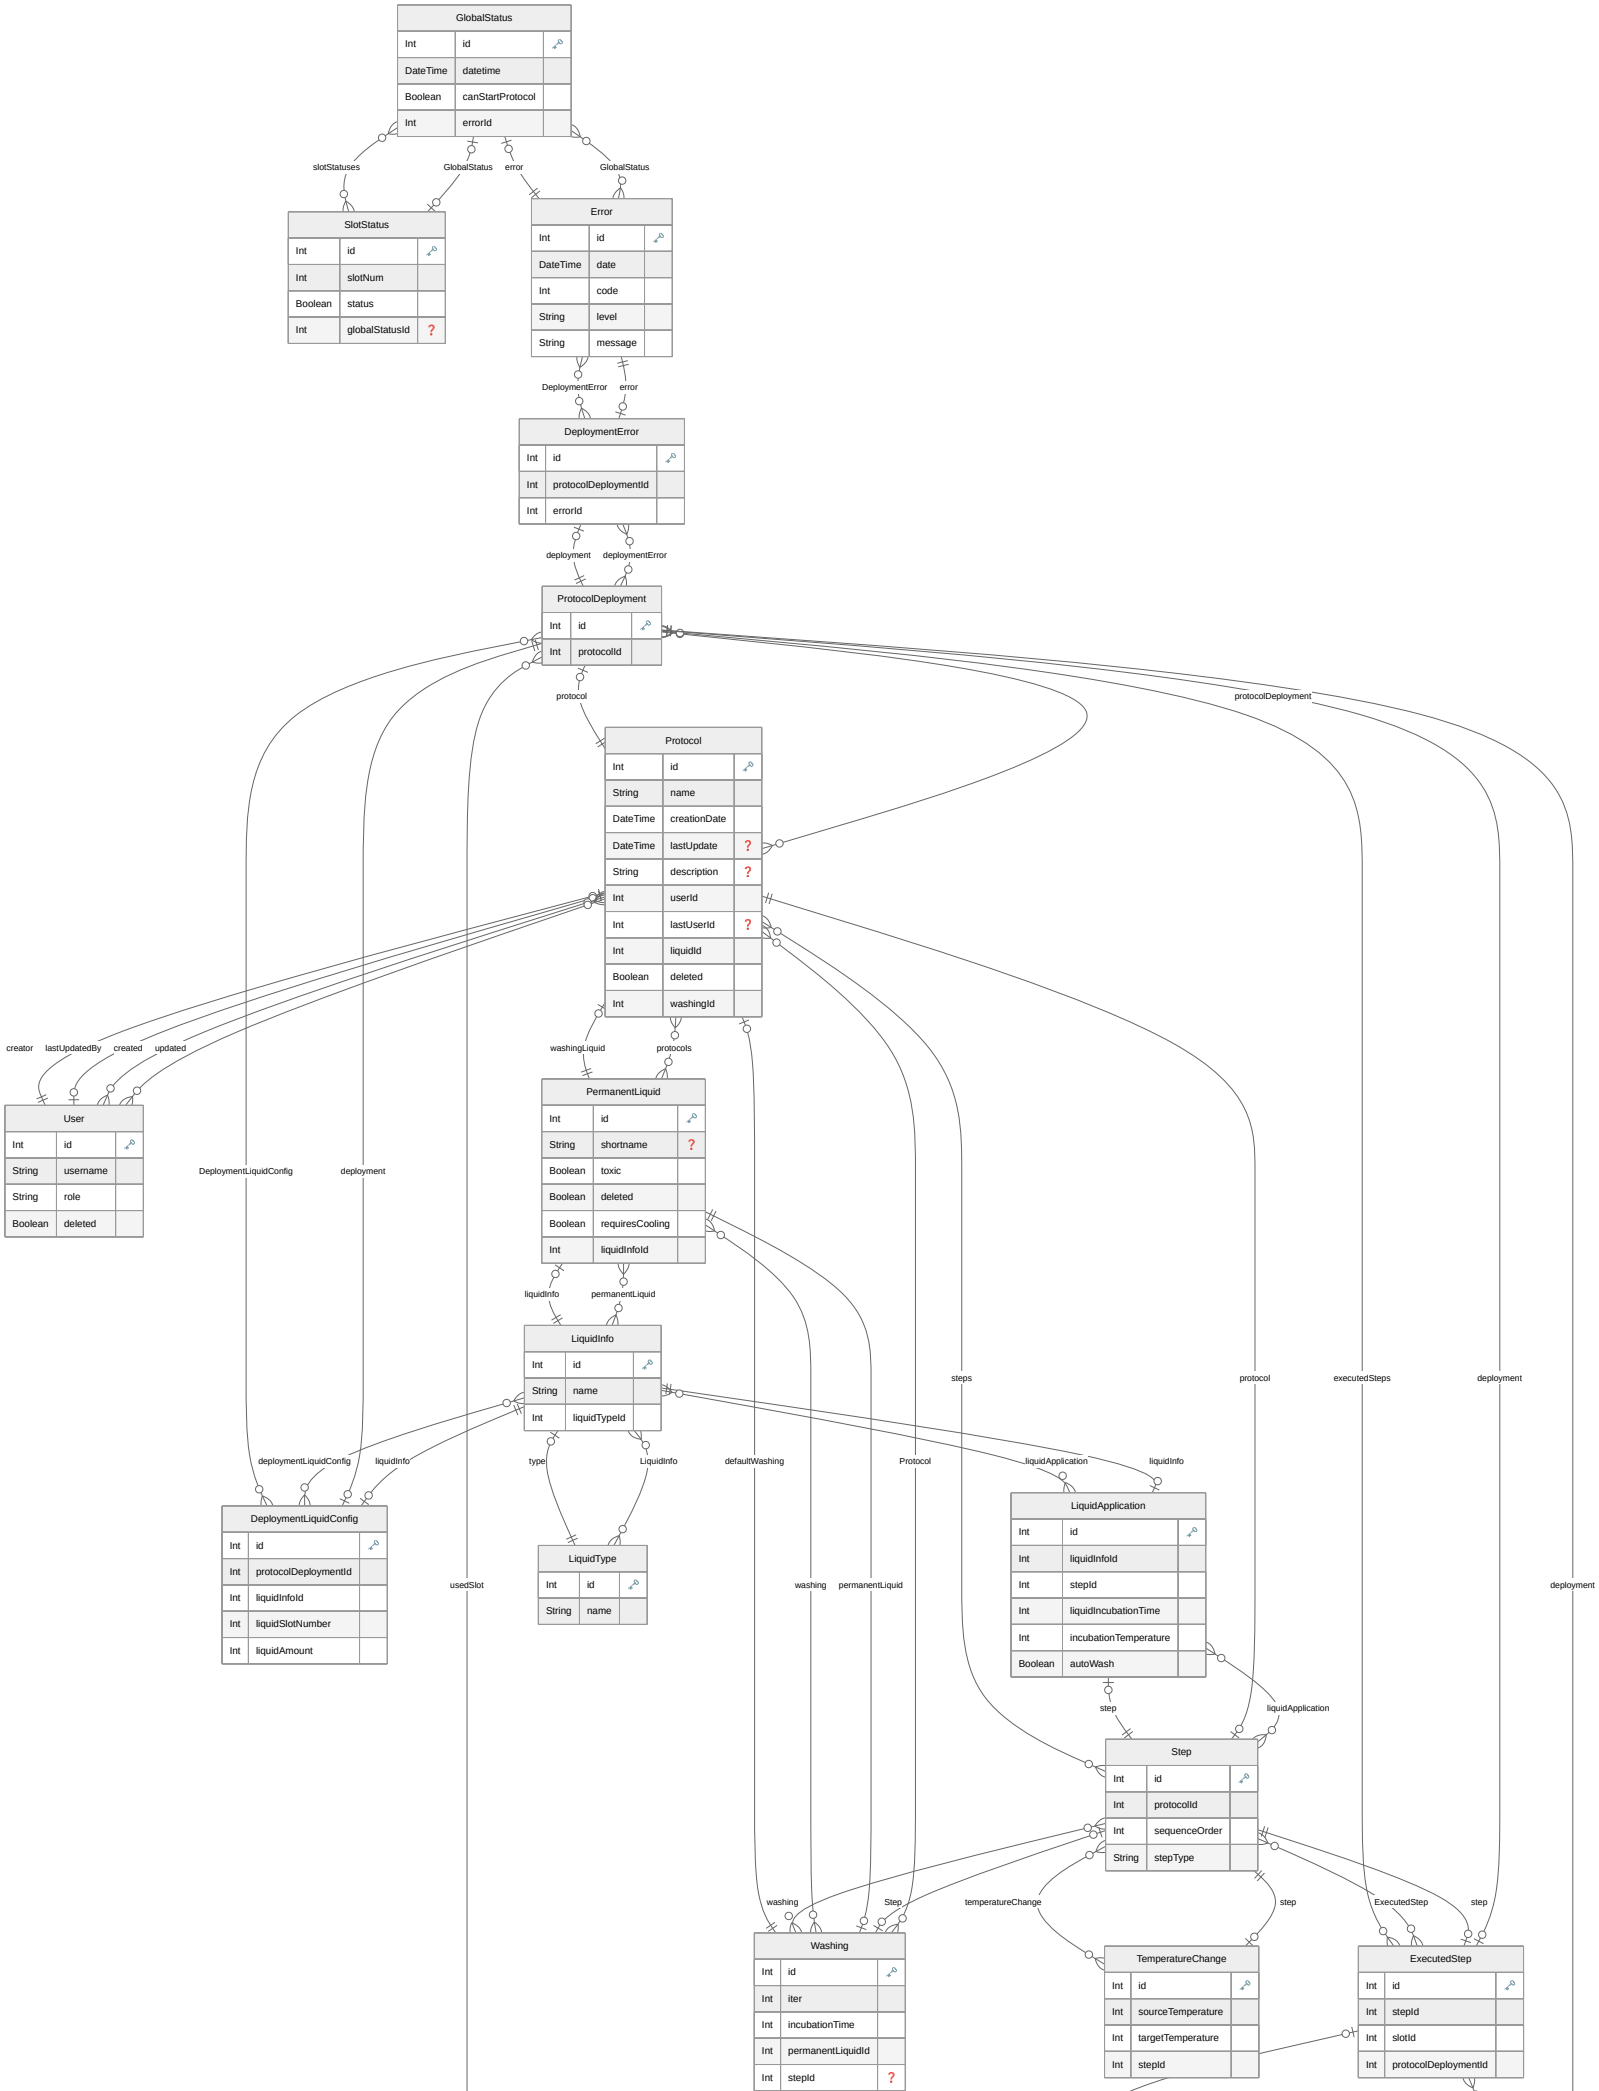 GlobalStatus
Int id
DateTime datetime
Boolean canStartProtocol
Int errorId
slotStatuses GlobalStatus error GlobalStatus
SlotStatus
Int id
Int slotNum
Boolean status
Int globalStatusId ?
Error
Int id
DateTime date
Int code
String level
String message
DeploymentError error
DeploymentError
Int id
Int protocolDeploymentId
Int errorId
deployment deploymentError
ProtocolDeployment
Int id
Int protocolId
protocol protocolDeployment
Protocol
Int id
String name
DateTime creationDate
DateTime lastUpdate ?
String description ?
Int userId
Int lastUserId ?
Int liquidId
Boolean deleted
Int washingId
creator lastUpdatedBy created updated washingLiquid protocols
User
Int id
String username
String role
Boolean deleted
PermanentLiquid
Int id
String shortname ?
Boolean toxic
Boolean deleted
Boolean requiresCooling
Int liquidInfoId
DeploymentLiquidConfig deployment
liquidInfo permanentLiquid
LiquidInfo
Int id
String name
Int liquidTypeId
steps protocol executedSteps deployment
deploymentLiquidConfig liquidInfo type LiquidInfo defaultWashing Protocol liquidApplication liquidInfo
DeploymentLiquidConfig
Int id
Int protocolDeploymentId
Int liquidInfoId
Int liquidSlotNumber
Int liquidAmount
LiquidType
Int id
String name
LiquidApplication
Int id
Int liquidInfoId
Int stepId
Int liquidIncubationTime
Int incubationTemperature
Boolean autoWash
usedSlot washing permanentLiquid deployment
step liquidApplication
Step
Int id
Int protocolId
Int sequenceOrder
String stepType
washing Step temperatureChange step ExecutedStep step
Washing
Int id
Int iter
Int incubationTime
Int permanentLiquidId
Int stepId ?
TemperatureChange
Int id
Int sourceTemperature
Int targetTemperature
Int stepId
ExecutedStep
Int id
Int stepId
Int slotId
Int protocolDeploymentId